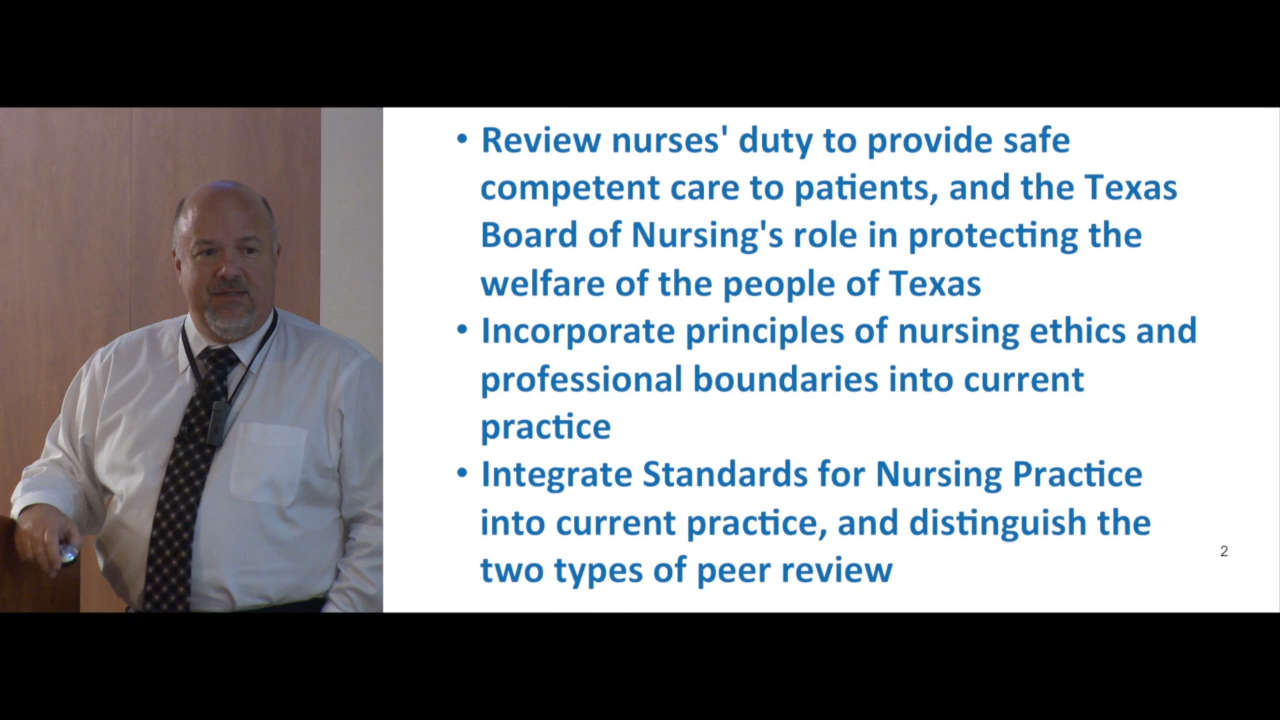 • Review nurses' duty to provide safe
competent care to patients, and the Texas
Board of Nursing's role in protecting the
welfare of the people of Texas
• Incorporate principles of nursing ethics and
professional boundaries into current
practice
• Integrate Standards for Nursing Practice
into current practice, and distinguish the
two types of peer review
2